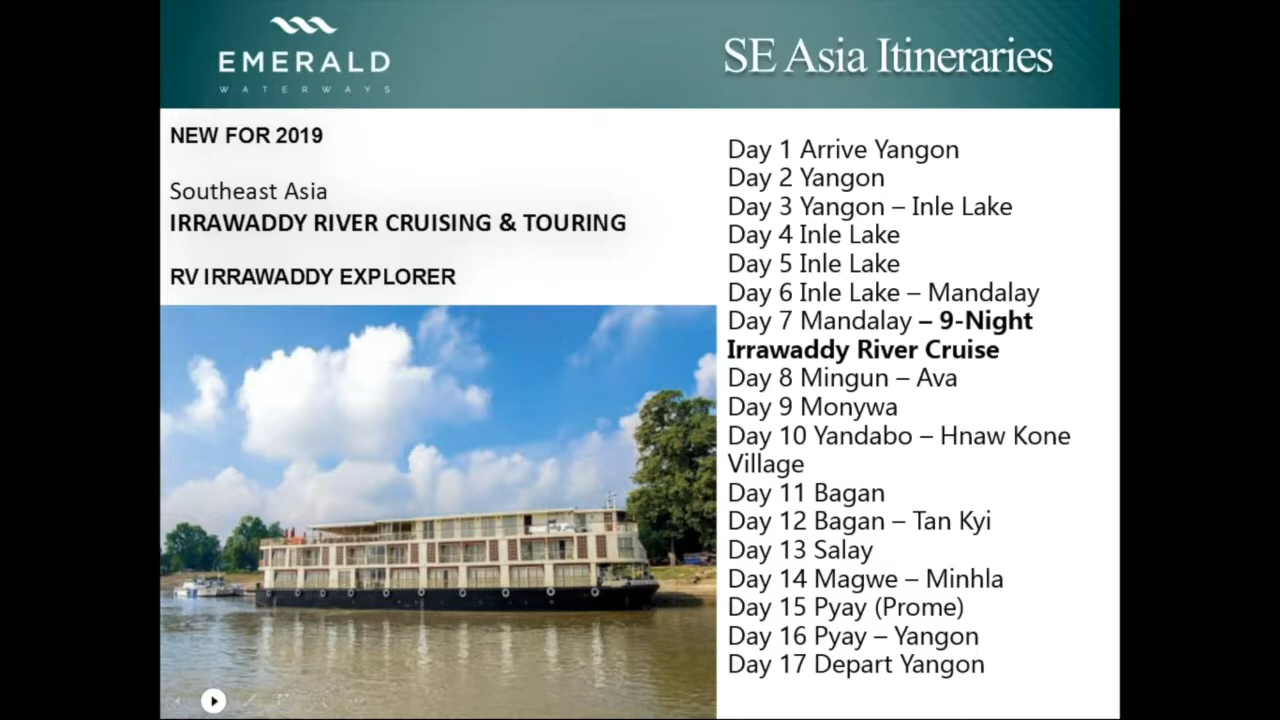 EMERALD
WATERWAYS
SE Asia Itineraries
NEW FOR 2019
Southeast Asia
IRRAWADDY RIVER CRUISING & TOURING
RV IRRAWADDY EXPLORER
Day 1 Arrive Yangon
Day 2 Yangon
Day 3 Yangon – Inle Lake
Day 4 Inle Lake
Day 5 Inle Lake
Day 6 Inle Lake – Mandalay
Day 7 Mandalay – 9-Night
Irrawaddy River Cruise
Day 8 Mingun – Ava
Day 9 Monywa
Day 10 Yandabo – Hnaw Kone
Village
Day 11 Bagan
Day 12 Bagan – Tan Kyi
Day 13 Salay
Day 14 Magwe – Minhla
Day 15 Pyay (Prome)
Day 16 Pyay – Yangon
Day 17 Depart Yangon